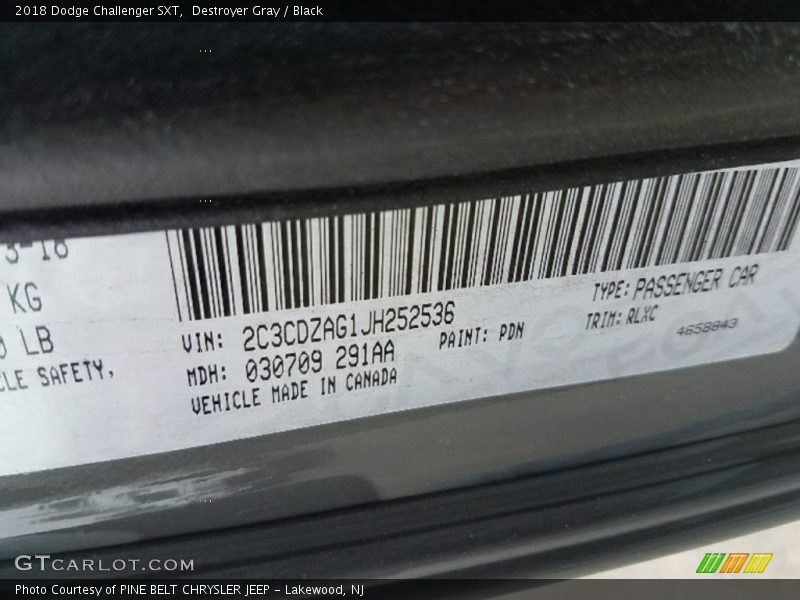 2018 Dodge Challenger SXT, Destroyer Gray / Black
3-18
KG
LB
SAFETY,
VIN: 2C3CDZAG1JH252536
MDH: 030709 291AA
VEHICLE MADE IN CANADA
PAINT: PDN
TYPE: PASSENGER CAR
TRIM: RLXC
4658843
GTCARLOT.COM
Photo Courtesy of PINE BELT CHRYSLER JEEP - Lakewood, NJ